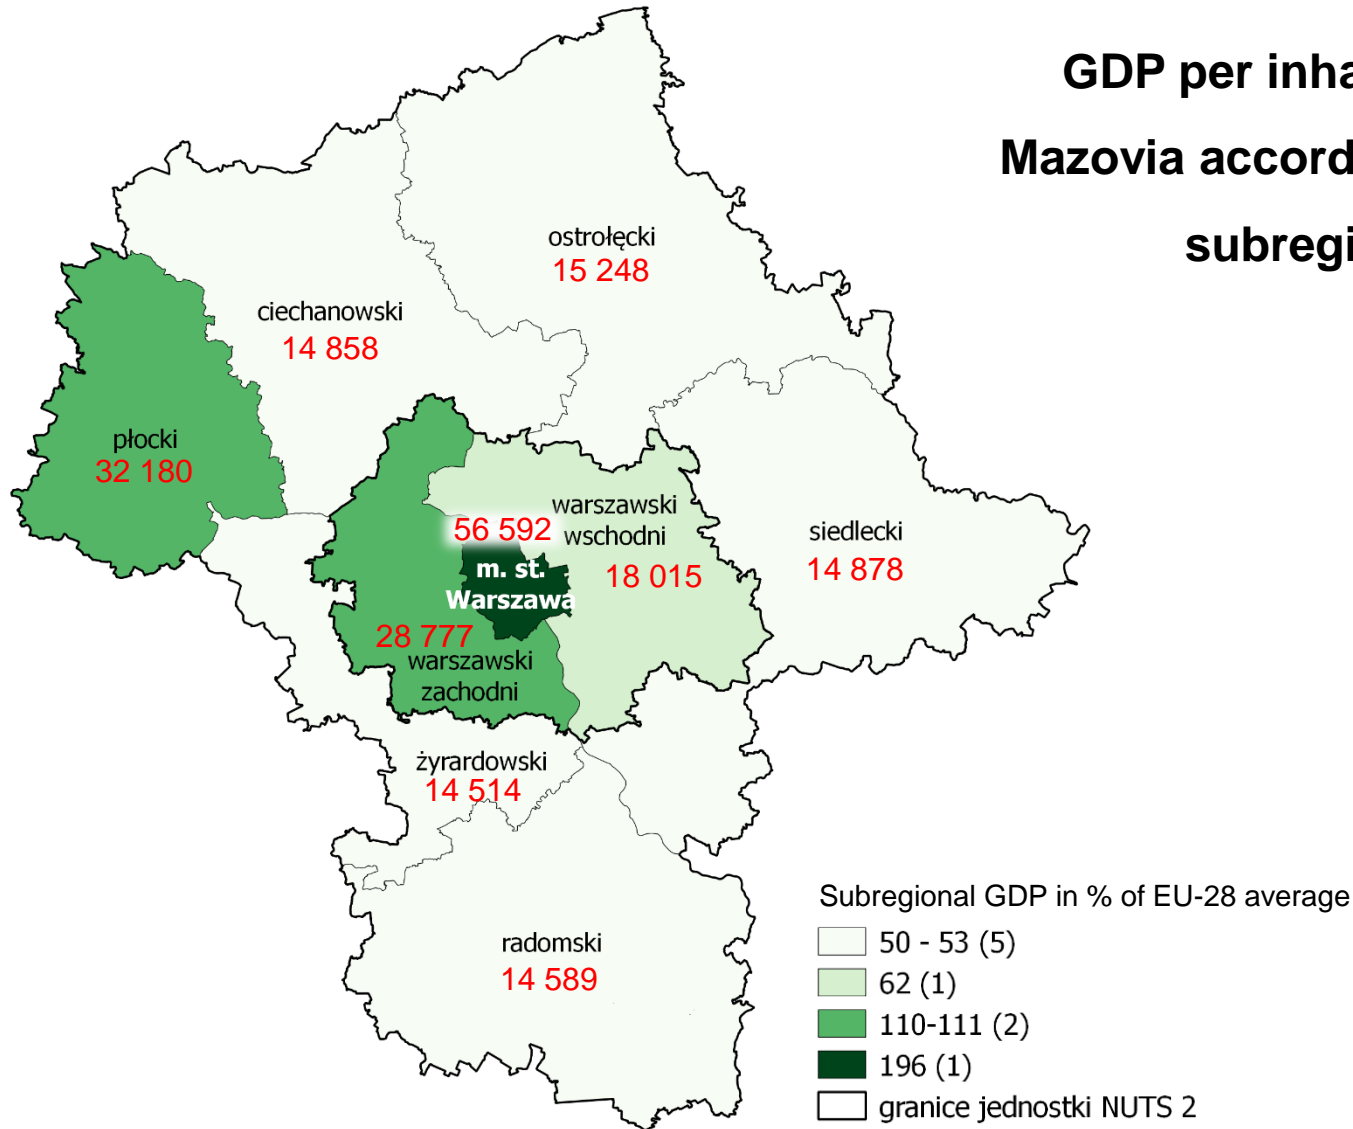 GDP per inha
Mazovia accord
subregi
ostrołęcki
15 248
ciechanowski
14 858
płocki
32 180
warszawski
wschodni
18 015
56 592
m. st.
Warszawa
siedlecki
14 878
28 777
warszawski
zachodni
żyrardowski
14 514
radomski
14 589
Subregional GDP in % of EU-28 average
50 - 53 (5)
62 (1)
110-111 (2)
196 (1)
granice jednostki NUTS 2